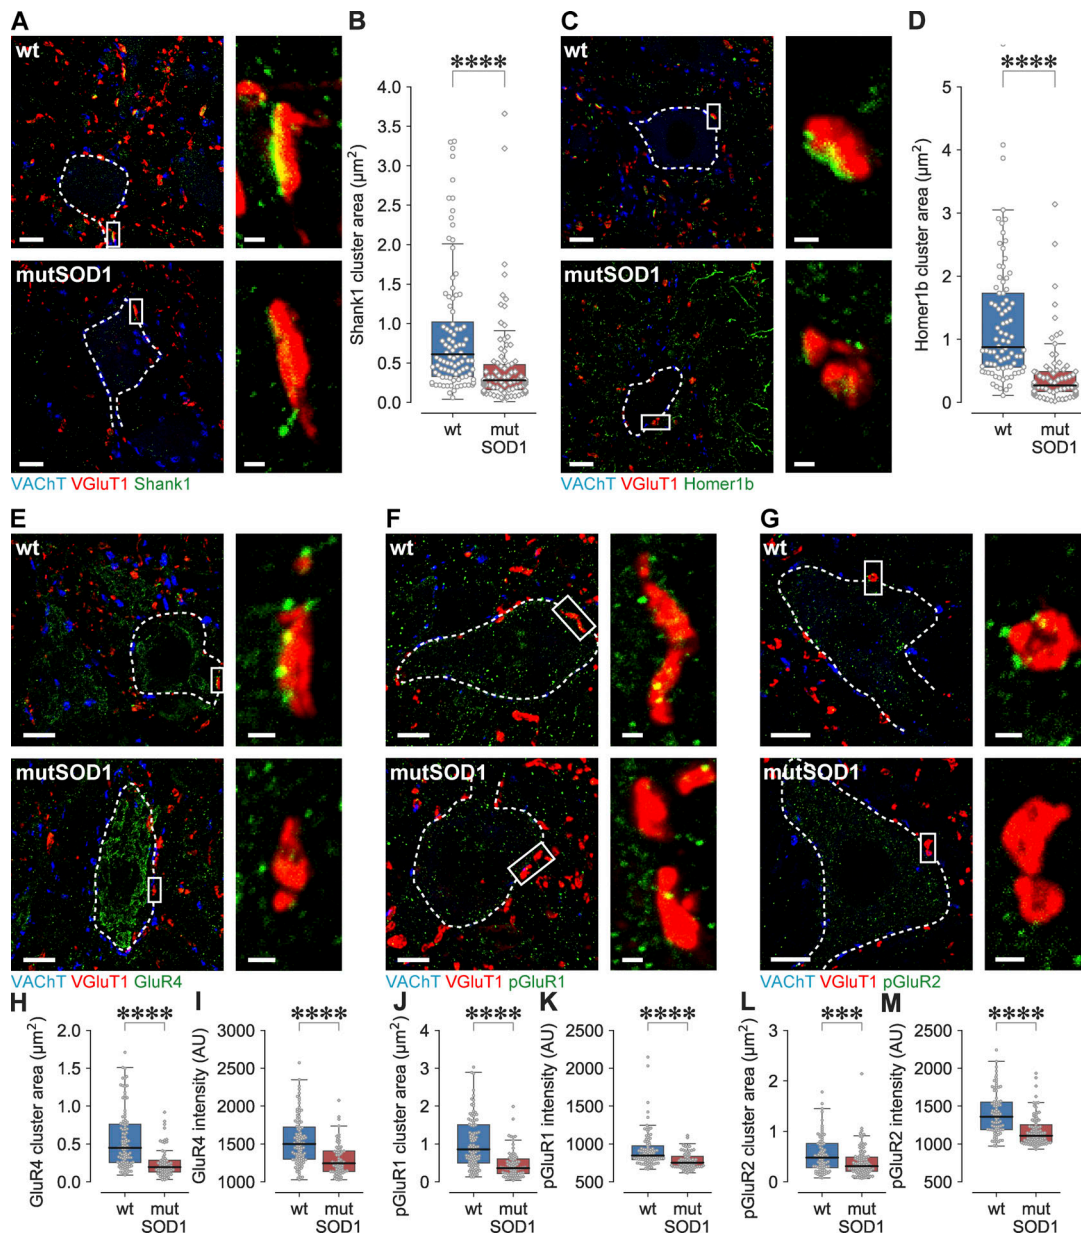 A
wt
mutSOD1
VAChT VGluT1 Shank1
B
****
Shank1 cluster area (µm²)
4.0
3.5
3.0
2.5
2.0
1.5
1.0
0.5
0.0
wt
mut
SOD1
C
wt
mutSOD1
VAChT VGluT1 Homer1b
D
****
Homer1b cluster area (µm²)
5
4
3
2
1
0
wt
mut
SOD1
E
wt
mutSOD1
VAChT VGluT1 GluR4
F
wt
mutSOD1
VAChT VGluT1 pGluR1
G
wt
mutSOD1
VAChT VGluT1 pGluR2
H
****
GluR4 cluster area (µm²)
2.0
1.5
1.0
0.5
0.0
wt
mut
SOD1
I
****
GluR4 intensity (AU)
3000
2500
2000
1500
1000
wt
mut
SOD1
J
****
pGluR1 cluster area (µm²)
4
3
2
1
0
wt
mut
SOD1
K
****
pGluR1 intensity (AU)
2500
2000
1500
1000
500
wt
mut
SOD1
L
***
pGluR2 cluster area (µm²)
3
2
1
0
wt
mut
SOD1
M
****
pGluR2 intensity (AU)
2500
2000
1500
1000
500
wt
mut
SOD1